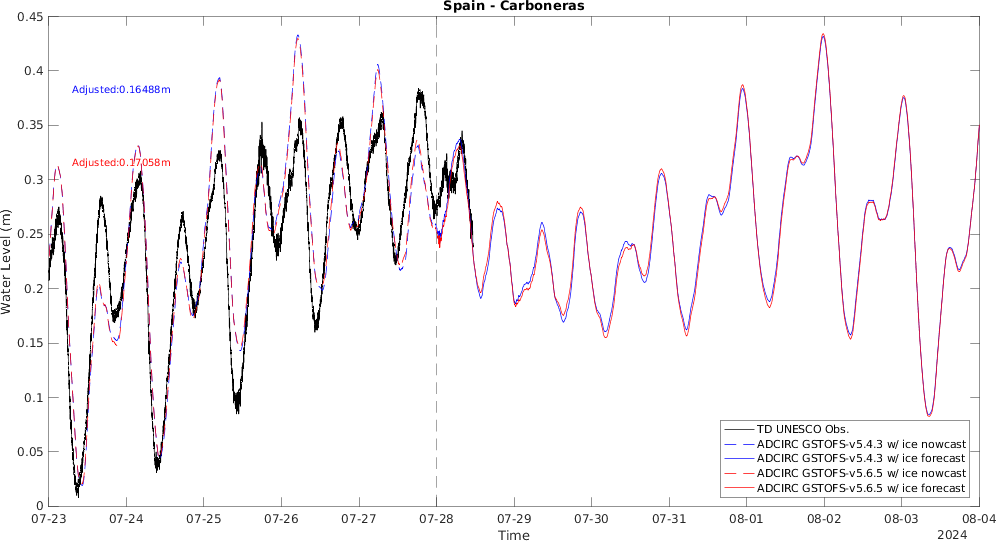 Spain - Carboneras
0.45
0.4
0.35
0.3
0.25
0.2
0.15
0.1
0.05
0
Water Level (m)
Adjusted:0.16488m
Adjusted:0.17058m
TD UNESCO Obs.
ADCIRC GSTOFS-v5.4.3 w/ ice nowcast
ADCIRC GSTOFS-v5.4.3 w/ ice forecast
ADCIRC GSTOFS-v5.6.5 w/ ice nowcast
ADCIRC GSTOFS-v5.6.5 w/ ice forecast
07-23 07-24 07-25 07-26 07-27 07-28 07-29 07-30 07-31 08-01 08-02 08-03 08-04
Time
2024